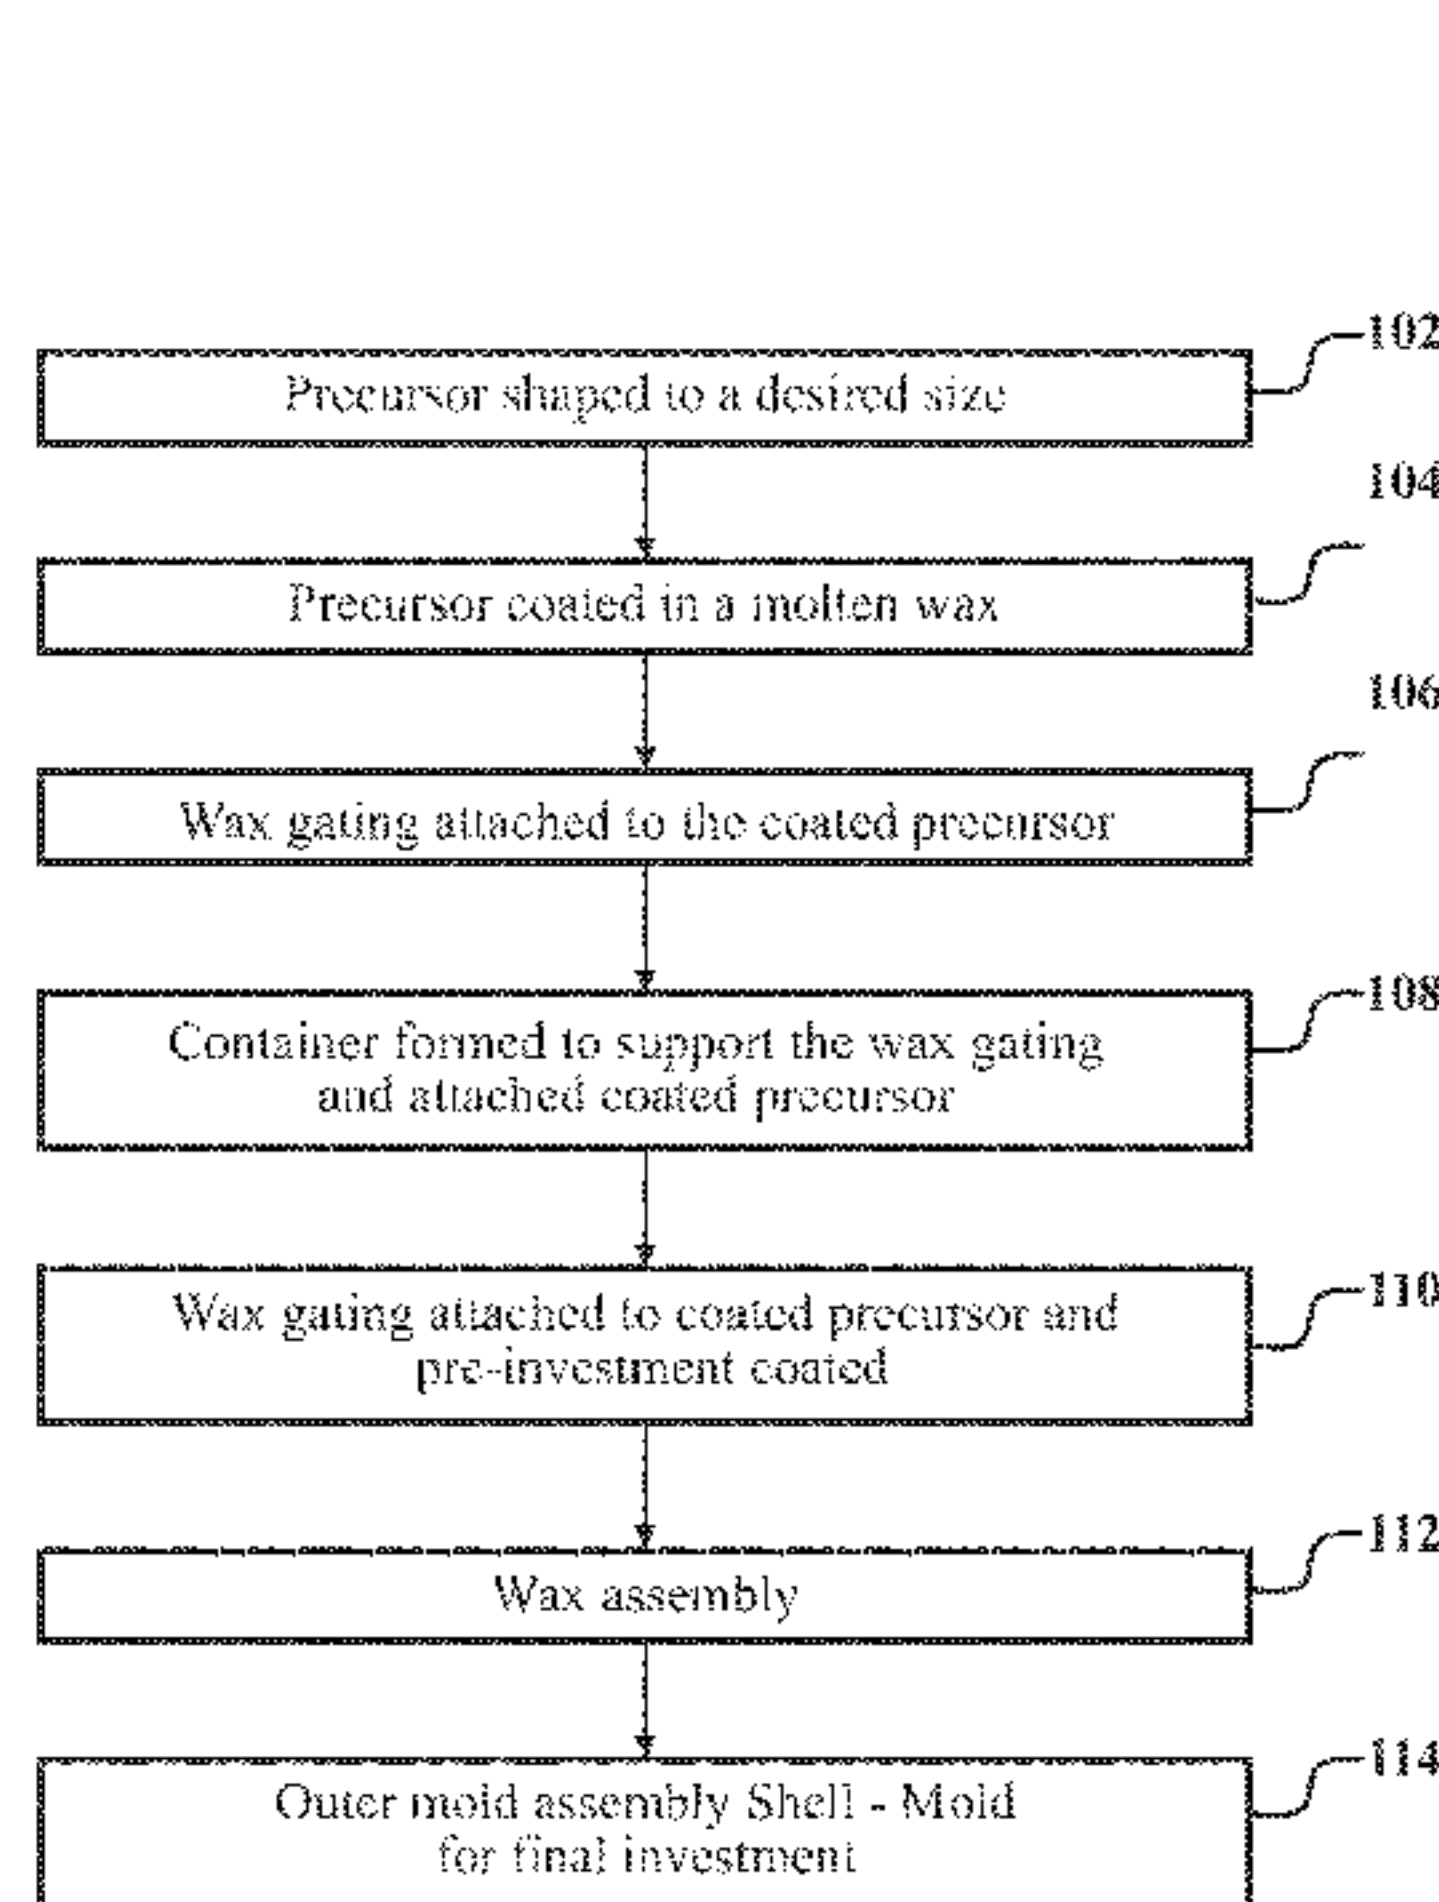 102
Precursor shaped to a desired size
104
Precursor coated in a molten wax
106
Wax gating attached to the coated precursor
108
Container formed to support the wax gating
and attached coated precursor
110
Wax gating attached to coated precursor and
pre-investment coated
112
Wax assembly
114
Outer mold assembly Shell - Mold
for final investment